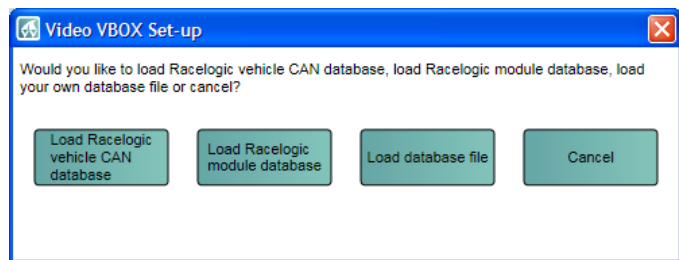 Video VBOX Set-up
Would you like to load Racelogic vehicle CAN database, load Racelogic module database, load
your own database file or cancel?
Load Racelogic
vehicle CAN
database
Load Racelogic
module database
Load database file
Cancel